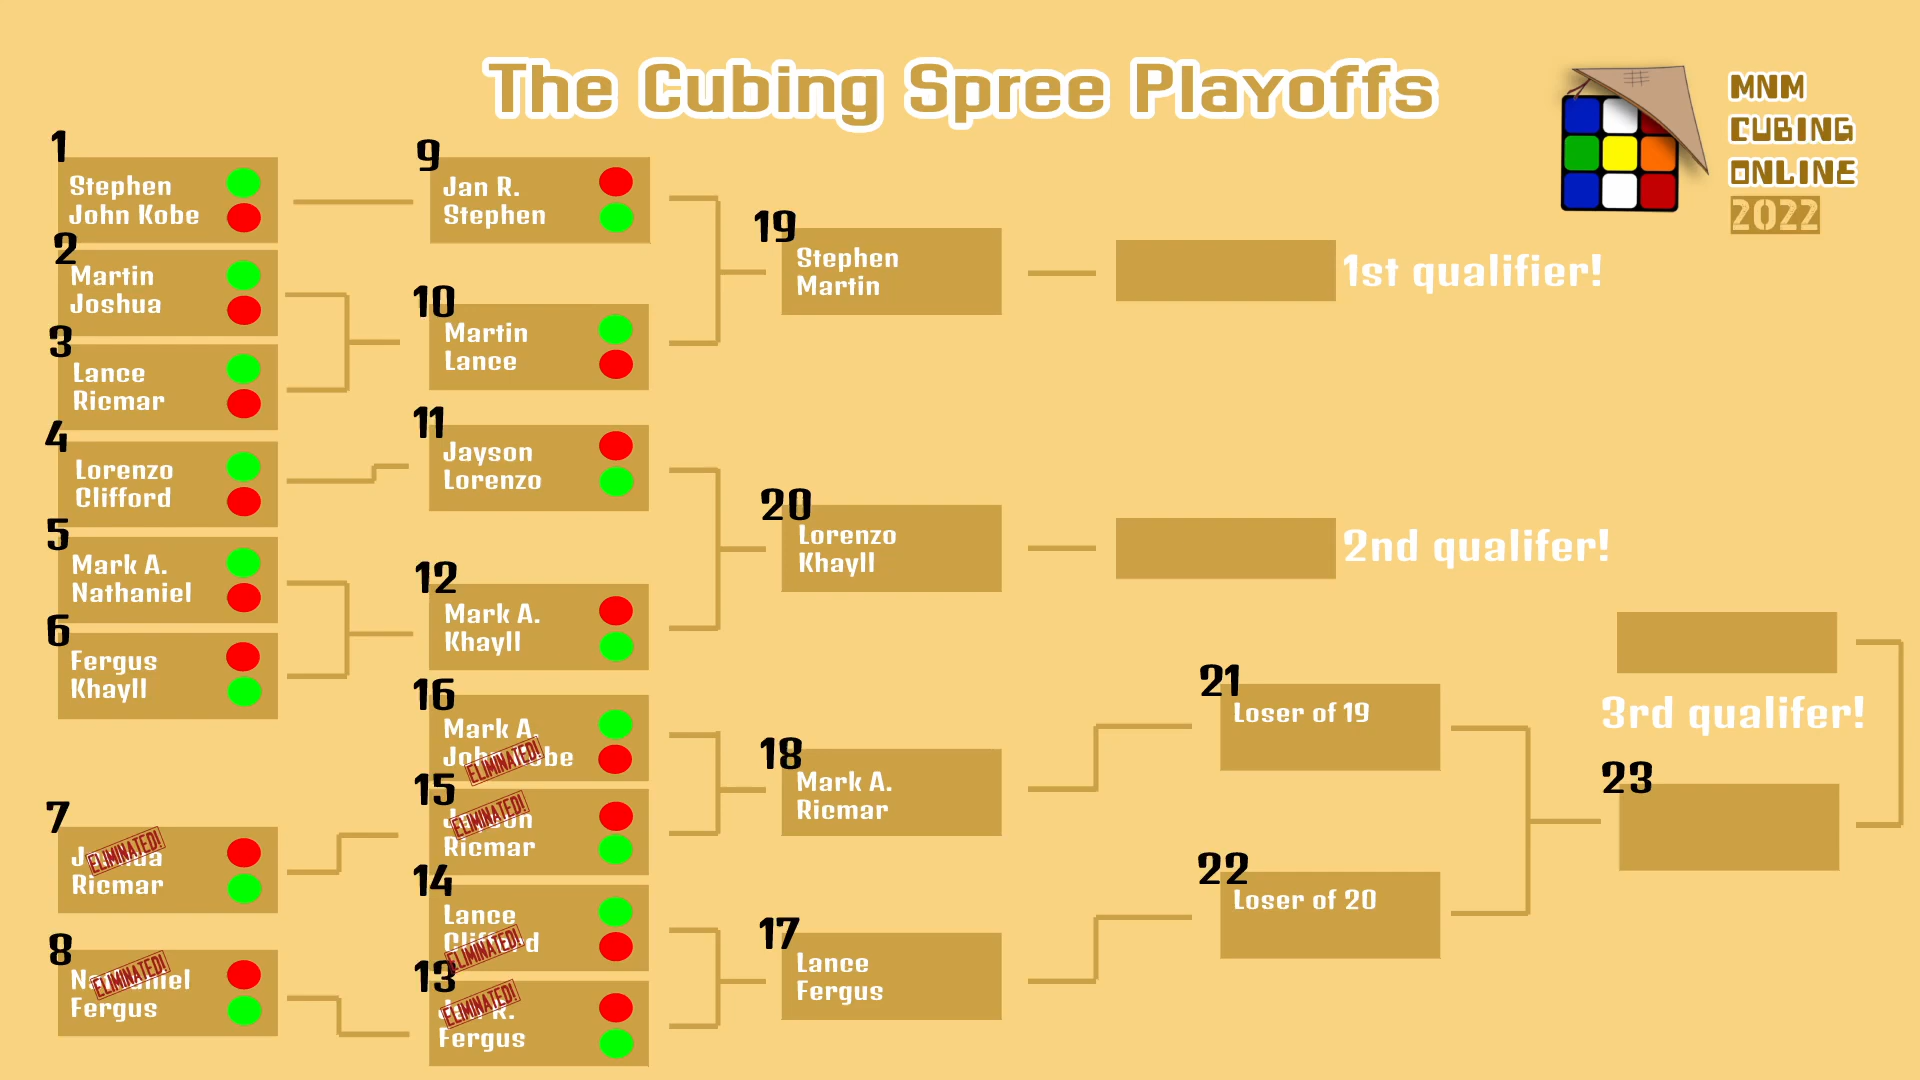 The Cubing Spree Playoffs
MNM
CUBING
ONLINE
2022
1
Stephen
John Kobe
2
Martin
Joshua
3
Lance
Ricmar
4
Lorenzo
Clifford
5
Mark A.
Nathaniel
6
Fergus
Khayll
7
ELIMINATED!
Ricmar
8
ELIMINATED!
Fergus
9
Jan R.
Stephen
10
Martin
Lance
11
Jayson
Lorenzo
12
Mark A.
Khayll
16
Mark A.
John Kobe
ELIMINATED!
15
ELIMINATED!
Ricmar
14
Lance
Clifford
ELIMINATED!
13
Jan R.
ELIMINATED!
Fergus
19
Stephen
Martin
20
Lorenzo
Khayll
18
Mark A.
Ricmar
17
Lance
Fergus
1st qualifier!
2nd qualifer!
21
Loser of 19
22
Loser of 20
3rd qualifer!
23